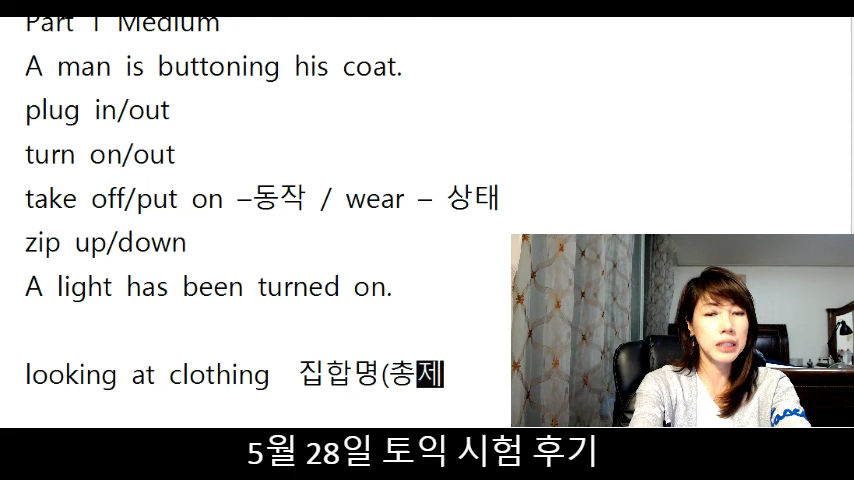 Part 1 Medium
A man is buttoning his coat.
plug in/out
turn on/out
take off/put on –동작 / wear – 상태
zip up/down
A light has been turned on.
looking at clothing 집합명(총제
5월 28일 토익 시험 후기